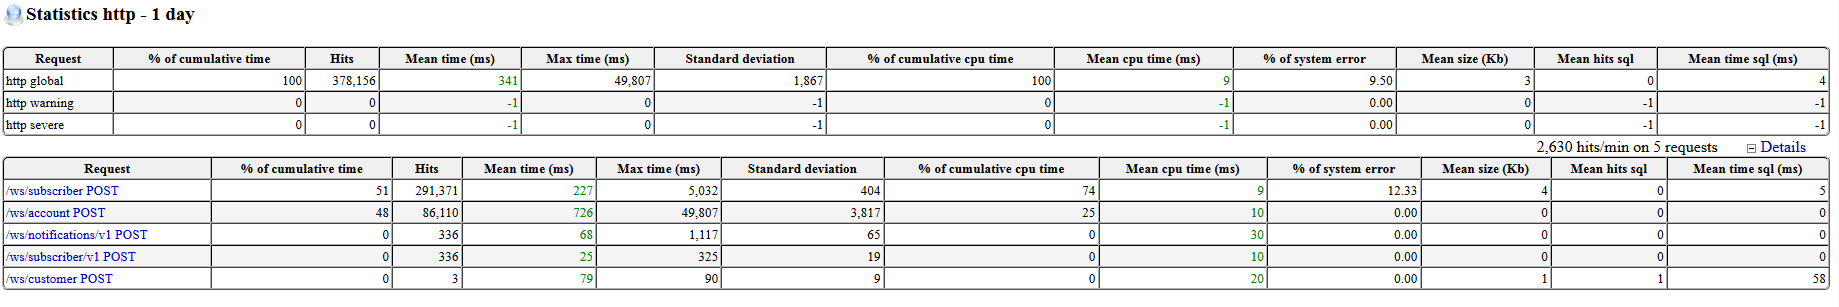 Statistics http - 1 day
Request % of cumulative time Hits Mean time (ms) Max time (ms) Standard deviation % of cumulative cpu time Mean cpu time (ms) % of system error Mean size (Kb) Mean hits sql Mean time sql (ms)
http global 100 378,156 341 49,807 1,867 100 9 9.50 3 0 4
http warning 0 0 -1 0 -1 0 -1 0.00 0 -1 -1
http severe 0 0 -1 0 -1 0 -1 0.00 0 -1 -1
2,630 hits/min on 5 requests Details
Request % of cumulative time Hits Mean time (ms) Max time (ms) Standard deviation % of cumulative cpu time Mean cpu time (ms) % of system error Mean size (Kb) Mean hits sql Mean time sql (ms)
/ws/subscriber POST 51 291,371 227 5,032 404 74 9 12.33 4 0 5
/ws/account POST 48 86,110 726 49,807 3,817 25 10 0.00 0 0 0
/ws/notifications/v1 POST 0 336 68 1,117 65 0 30 0.00 0 0 0
/ws/subscriber/v1 POST 0 336 25 325 19 0 10 0.00 0 0 0
/ws/customer POST 0 3 79 90 9 0 20 0.00 1 1 58